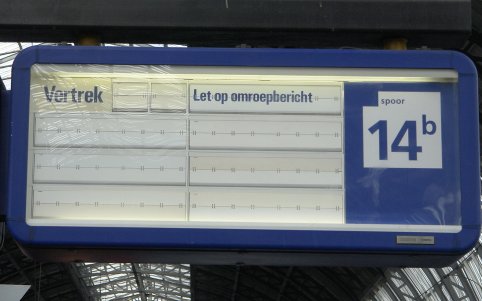 Vertrek
Let op omroepbericht
spoor
14b